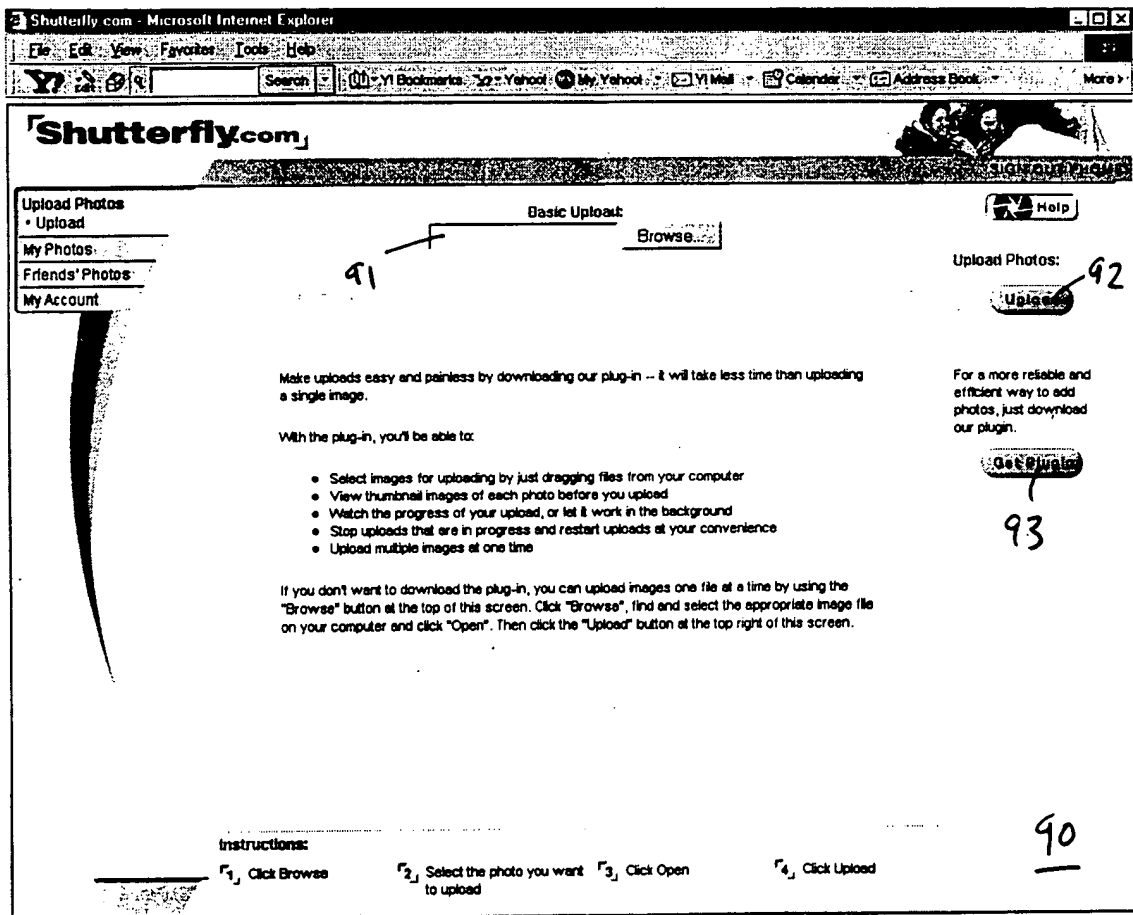 Shutterfly.com - Microsoft Internet Explorer
File Edit View Favorites Tools Help
Y! Edit Search Y! Bookmarks Yahoo! My Yahoo! Y! Mail Calendar Address Book More >
Shutterfly.com
SIGN OUT HOME
Upload Photos
• Upload
My Photos
Friends' Photos
My Account
Basic Upload:
Browse...
91
Help
Upload Photos:
92
Upload
Make uploads easy and painless by downloading our plug-in -- it will take less time than uploading
a single image.
With the plug-in, you'll be able to:
• Select images for uploading by just dragging files from your computer
• View thumbnail images of each photo before you upload
• Watch the progress of your upload, or let it work in the background
• Stop uploads that are in progress and restart uploads at your convenience
• Upload multiple images at one time
If you don't want to download the plug-in, you can upload images one file at a time by using the
"Browse" button at the top of this screen. Click "Browse", find and select the appropriate image file
on your computer and click "Open". Then click the "Upload" button at the top right of this screen.
For a more reliable and
efficient way to add
photos, just download
our plugin.
Get Plugin
93
90
Instructions:
1 Click Browse
2 Select the photo you want
to upload
3 Click Open
4 Click Upload